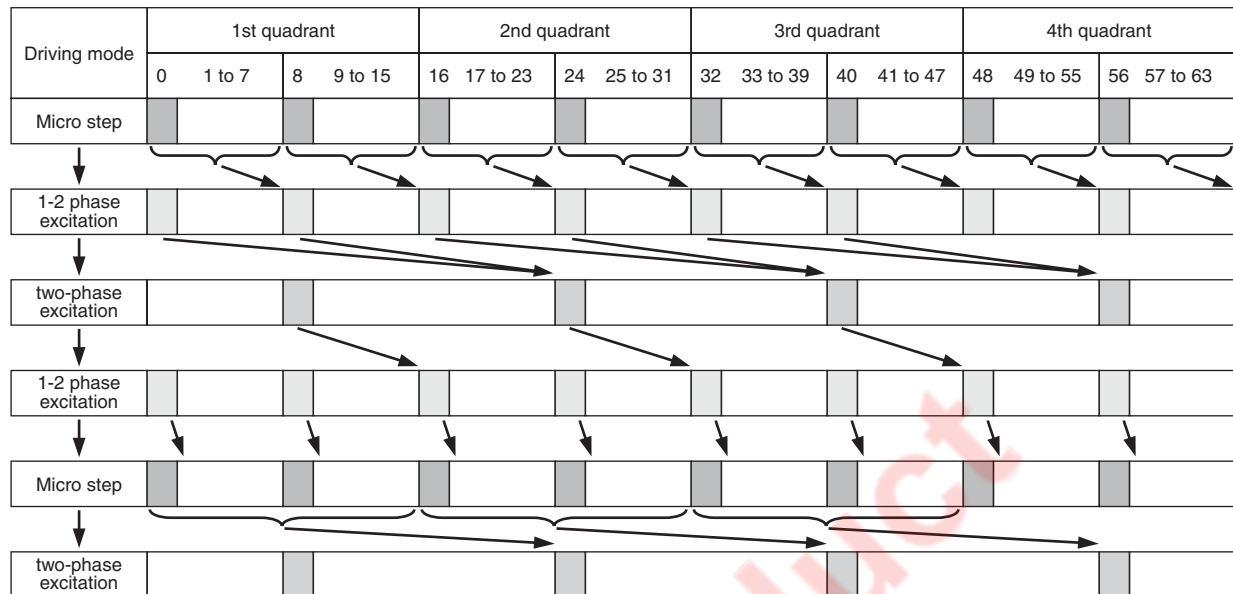 Driving mode
1st quadrant
2nd quadrant
3rd quadrant
4th quadrant
0 1 to 7 8 9 to 15 16 17 to 23 24 25 to 31 32 33 to 39 40 41 to 47 48 49 to 55 56 57 to 63
Micro step
1-2 phase
excitation
two-phase
excitation
1-2 phase
excitation
Micro step
two-phase
excitation
uct